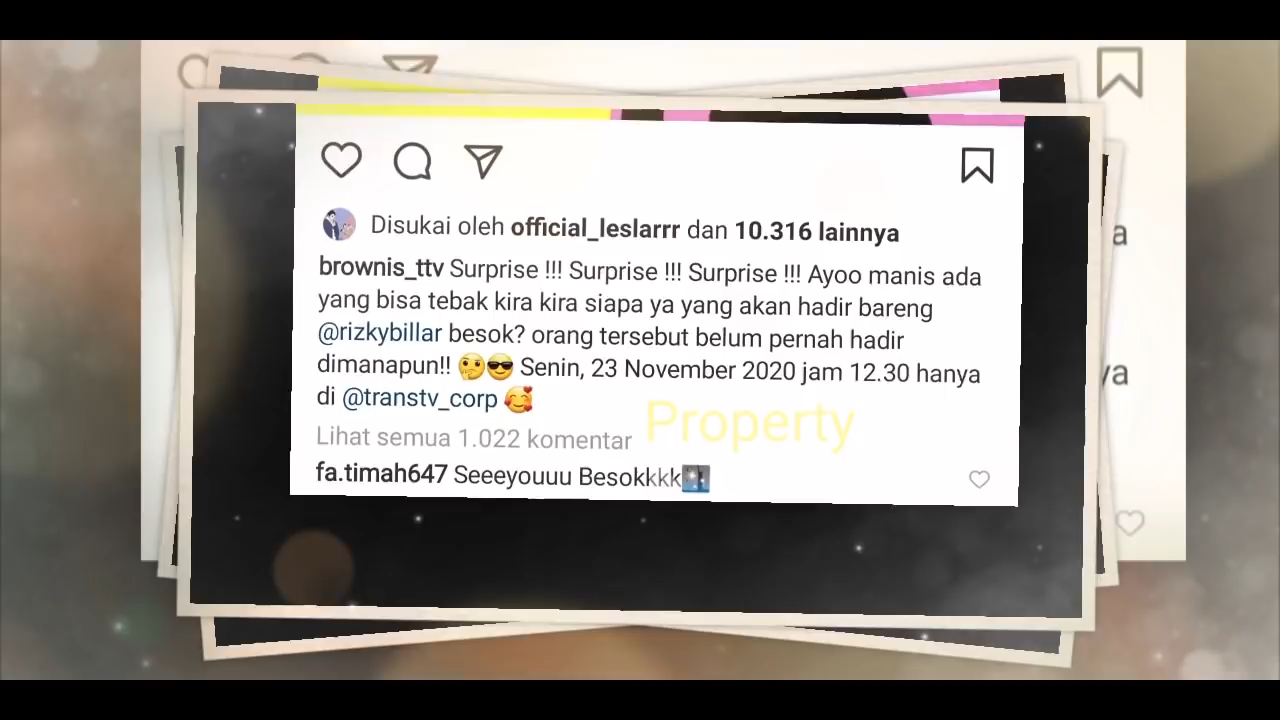 Disukai oleh official_leslarrr dan 10.316 lainnya
brownis_ttv Surprise !!! Surprise !!! Surprise !!! Ayoo manis ada
yang bisa tebak kira kira siapa ya yang akan hadir bareng
@rizkybillar besok? orang tersebut belum pernah hadir
dimanapun!! 🤔😎 Senin, 23 November 2020 jam 12.30 hanya
di @transtv_corp 🥰
Property
Lihat semua 1.022 komentar
fa.timah647 Seeeyouuu Besokkkk
a
ya